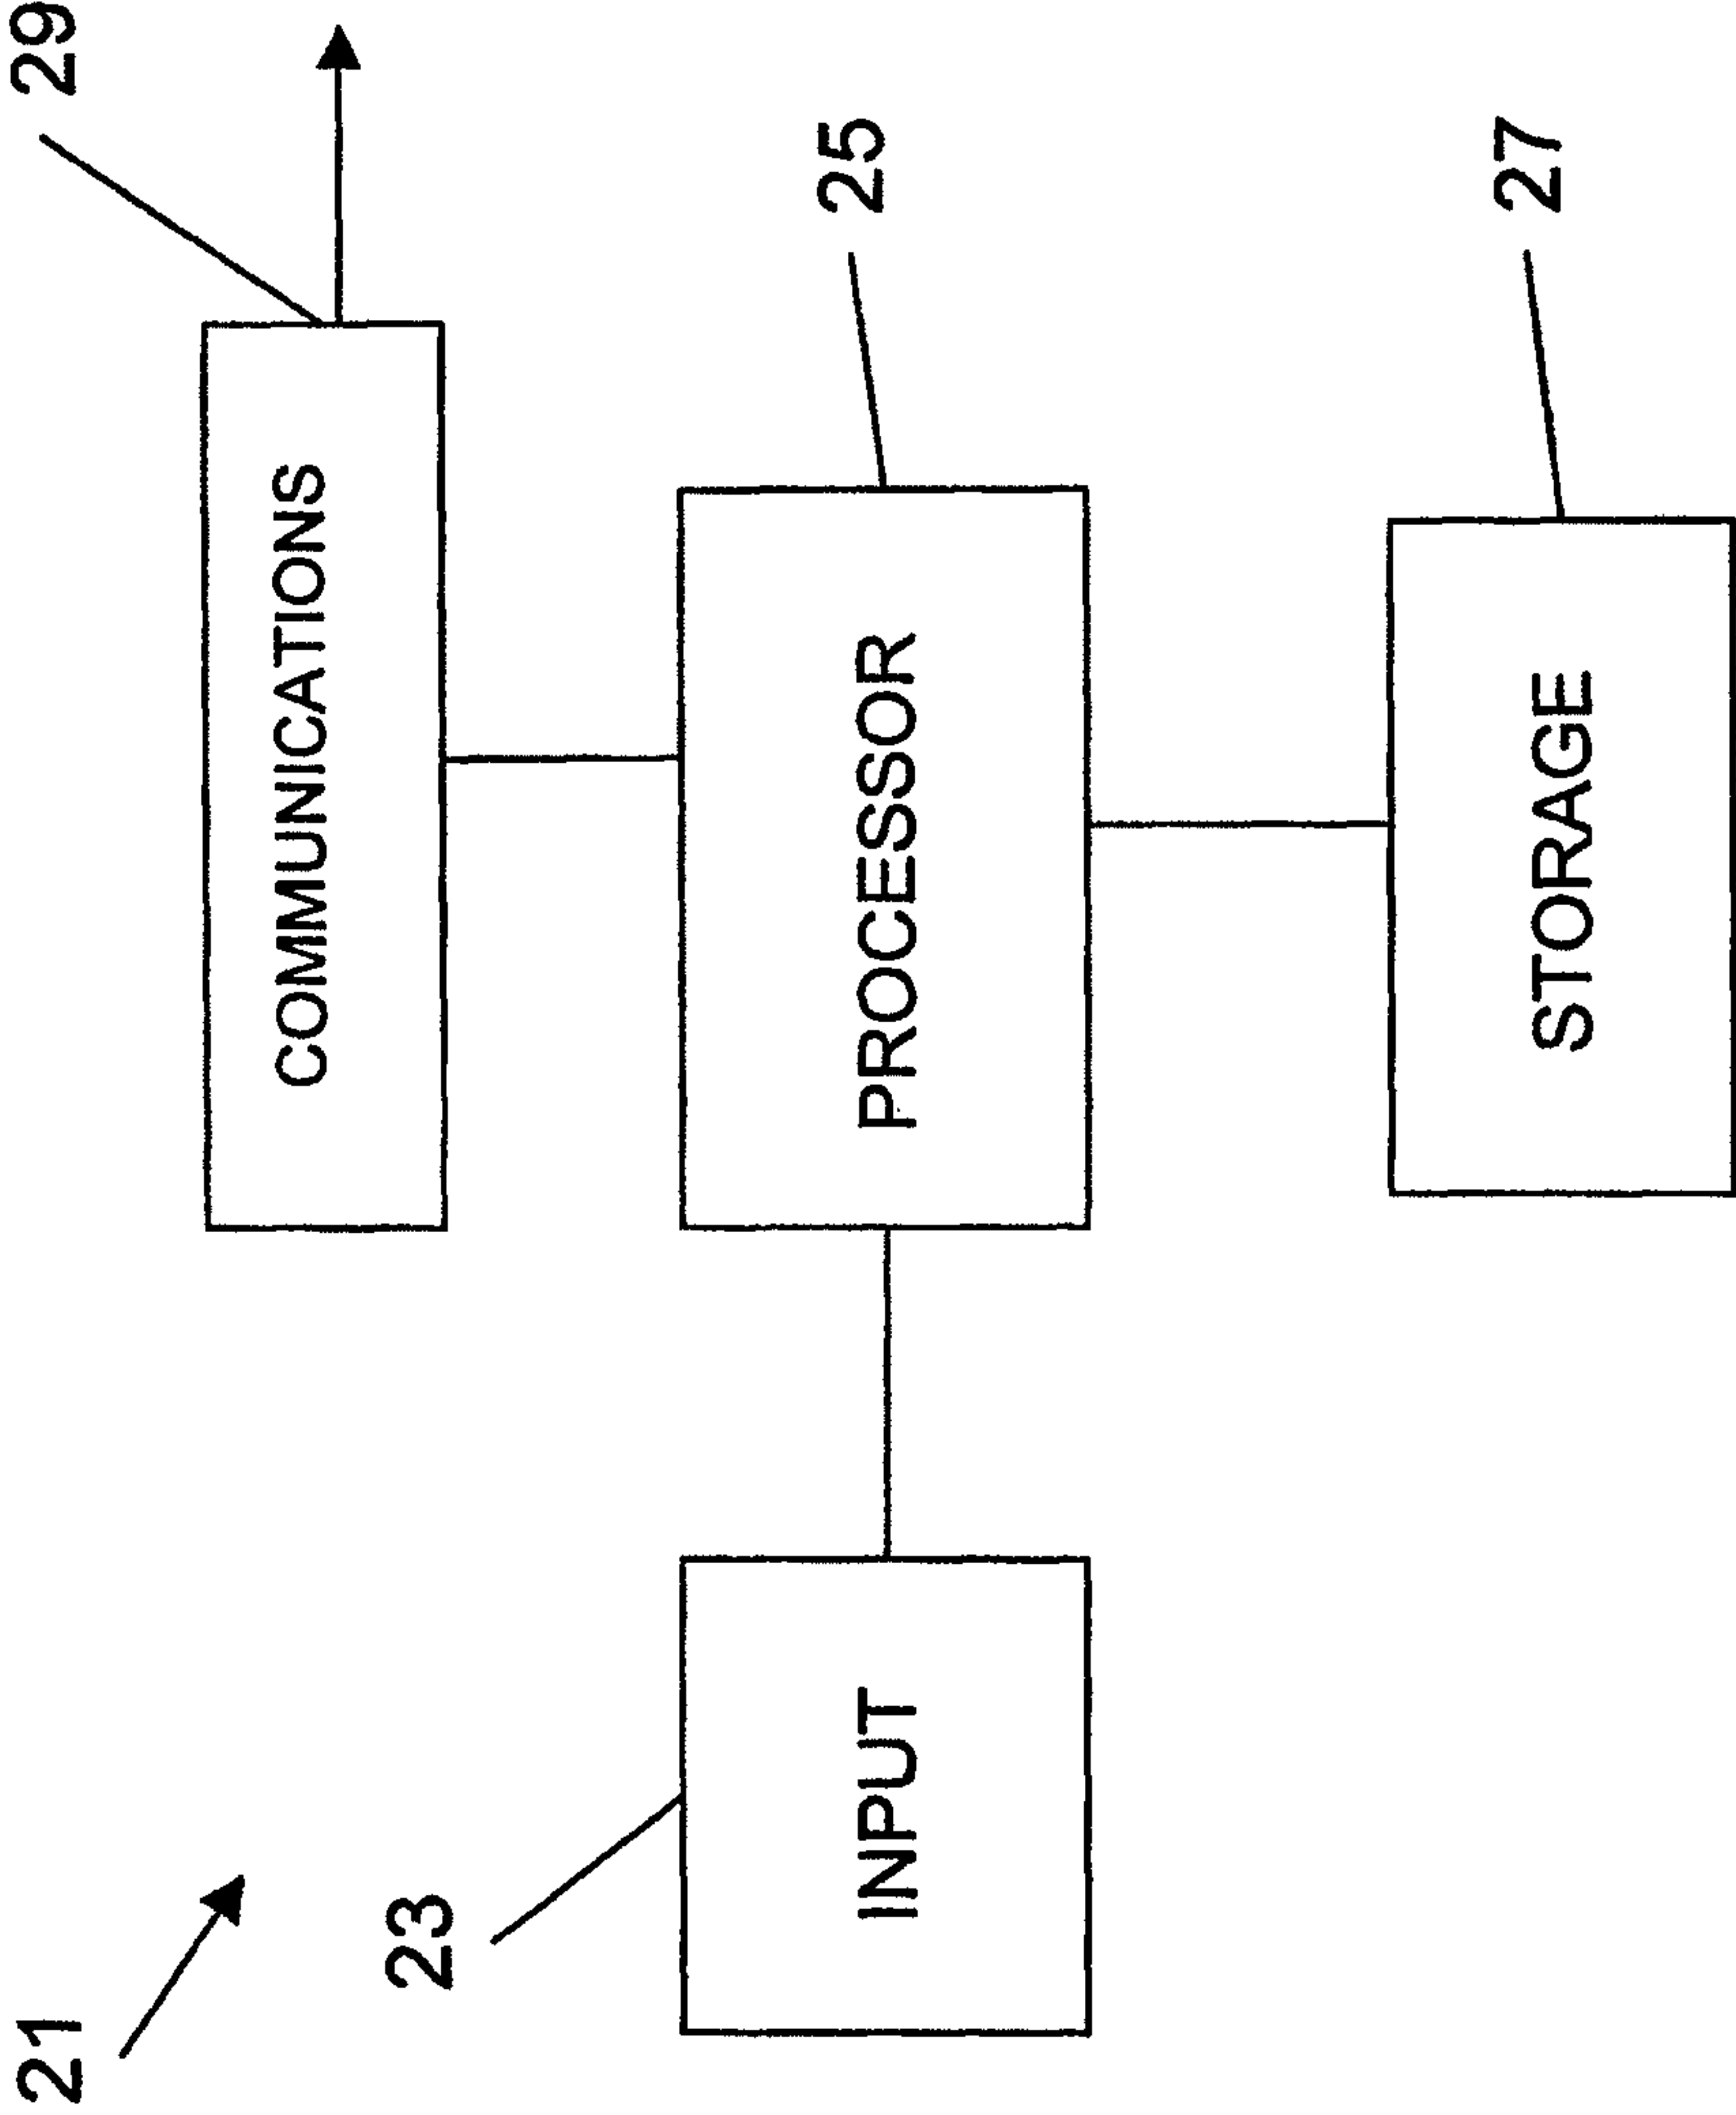 21
23
INPUT
COMMUNICATIONS
29
PROCESSOR
25
STORAGE
27